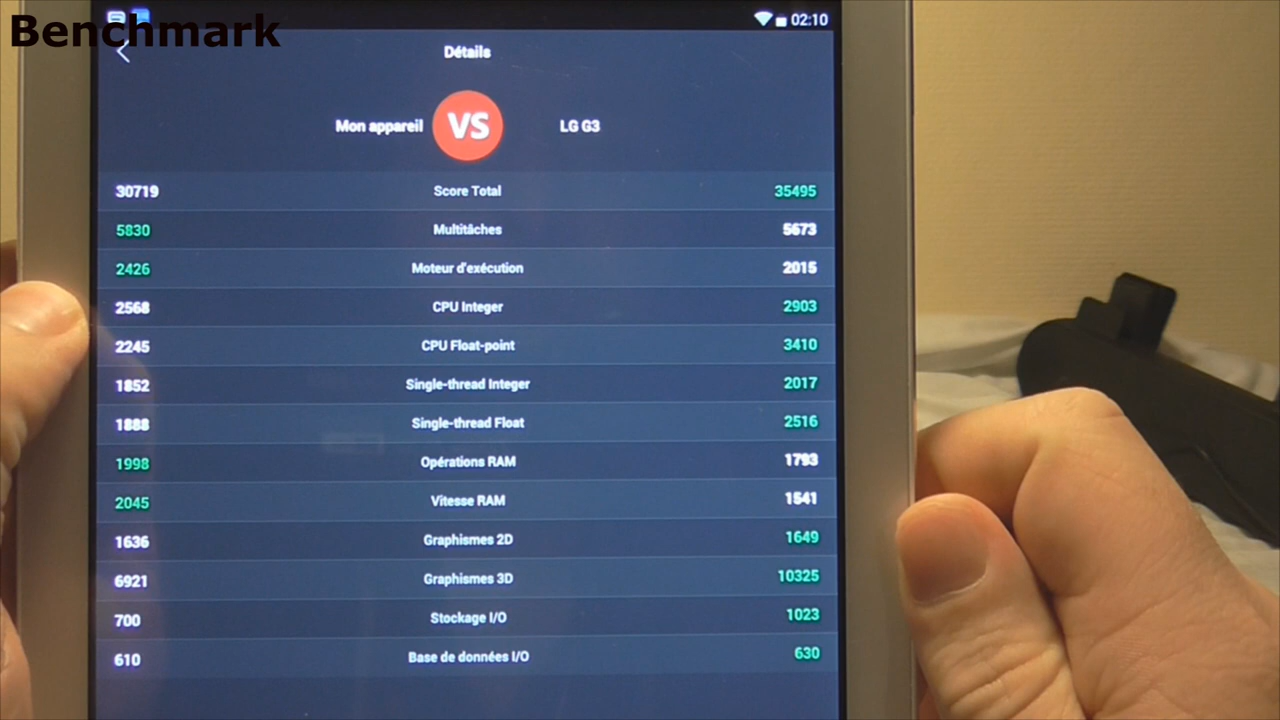 Benchmark
02:10
Détails
Mon appareil VS LG G3
30719 Score Total 35495
5830 Multitâches 5673
2426 Moteur d'exécution 2015
2568 CPU Integer 2903
2245 CPU Float-point 3410
1852 Single-thread Integer 2017
1888 Single-thread Float 2516
1998 Opérations RAM 1793
2045 Vitesse RAM 1541
1636 Graphismes 2D 1649
6921 Graphismes 3D 10325
700 Stockage I/O 1023
610 Base de données I/O 630